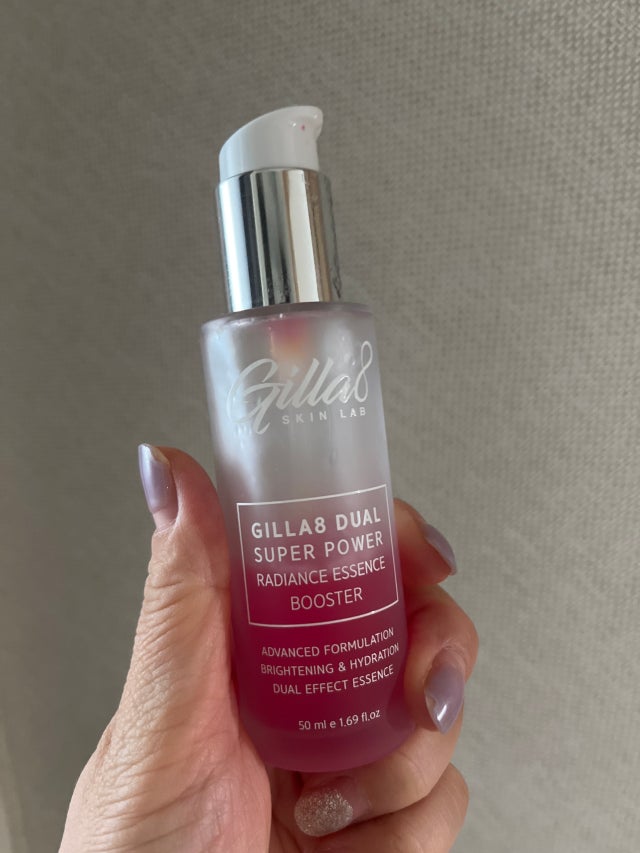 Gilla8
SKIN LAB
GILLA8 DUAL
SUPER POWER
RADIANCE ESSENCE
BOOSTER
ADVANCED FORMULATION
BRIGHTENING & HYDRATION
DUAL EFFECT ESSENCE
50 ml e 1.69 fl.oz